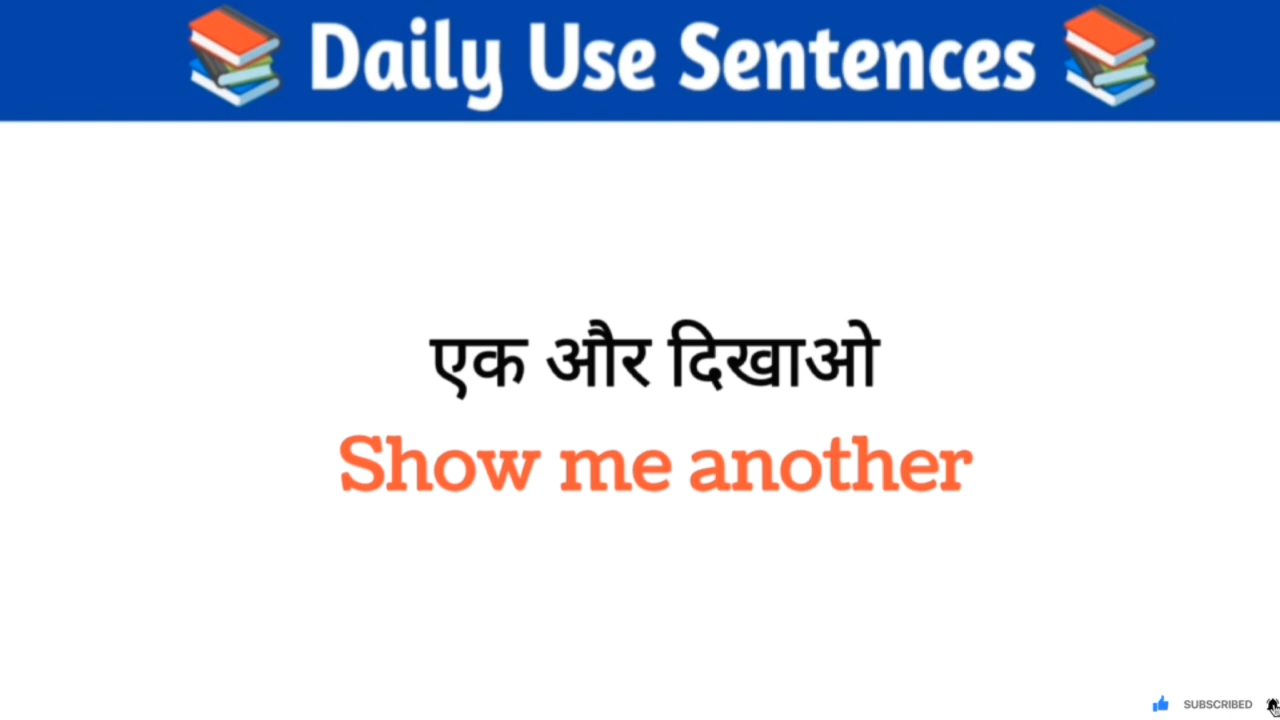 Daily Use Sentences
एक और दिखाओ
Show me another
SUBSCRIBED